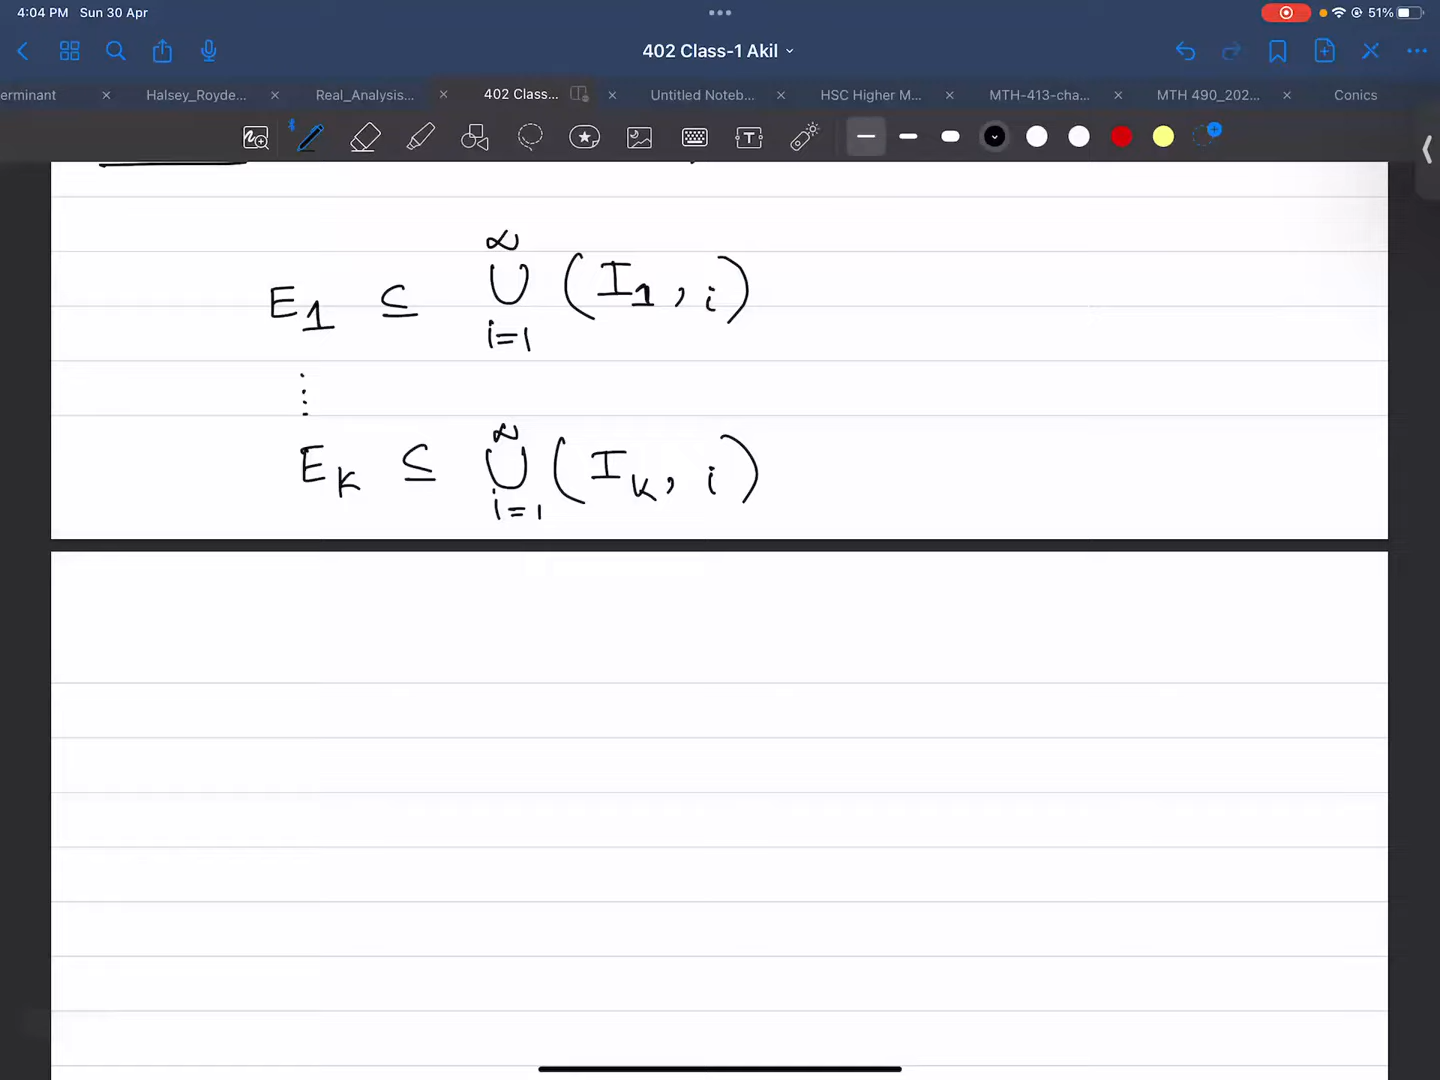 4:04 PM Sun 30 Apr
51%
402 Class-1 Akil
erminant
Halsey_Royde...
Real_Analysis...
402 Class...
Untitled Noteb...
HSC Higher M...
MTH-413-cha...
MTH 490_202...
Conics
∞
E₁ ⊆ ∪ (I₁, i)
i=1
⋮
∞
Eₖ ⊆ ∪ (Iₖ, i)
i=1